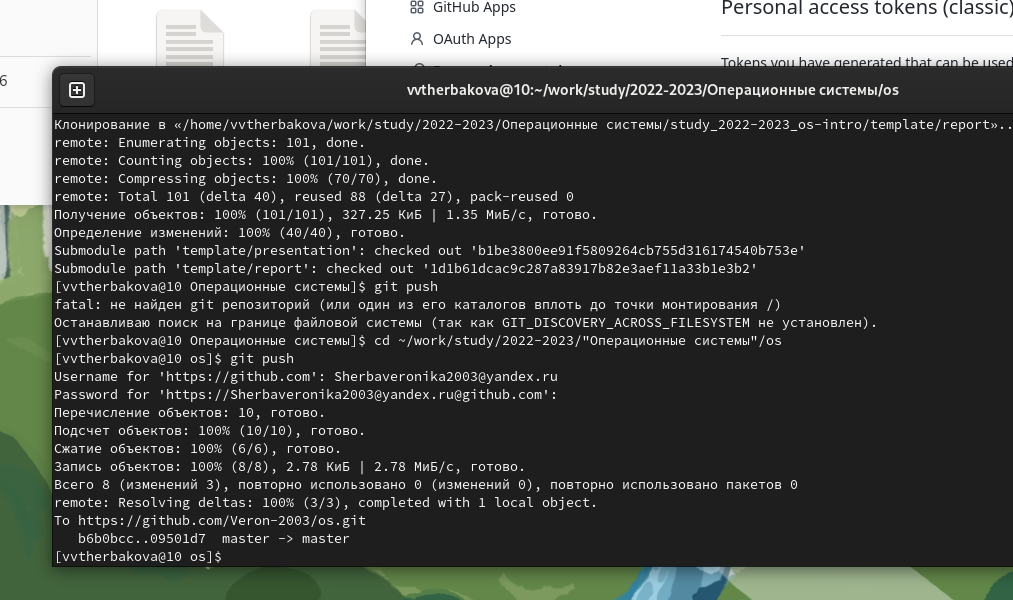 GitHub Apps
Personal access tokens (classic)
OAuth Apps
Tokens you have generated that can be used
6
vvtherbakova@10:~/work/study/2022-2023/Операционные системы/os
Клонирование в «/home/vvtherbakova/work/study/2022-2023/Операционные системы/study_2022-2023_os-intro/template/report»..
remote: Enumerating objects: 101, done.
remote: Counting objects: 100% (101/101), done.
remote: Compressing objects: 100% (70/70), done.
remote: Total 101 (delta 40), reused 88 (delta 27), pack-reused 0
Получение объектов: 100% (101/101), 327.25 КиБ | 1.35 МиБ/с, готово.
Определение изменений: 100% (40/40), готово.
Submodule path 'template/presentation': checked out 'b1be3800ee91f5809264cb755d316174540b753e'
Submodule path 'template/report': checked out '1d1b61dcac9c287a83917b82e3aef11a33b1e3b2'
[vvtherbakova@10 Операционные системы]$ git push
fatal: не найден git репозиторий (или один из его каталогов вплоть до точки монтирования /)
Останавливаю поиск на границе файловой системы (так как GIT_DISCOVERY_ACROSS_FILESYSTEM не установлен).
[vvtherbakova@10 Операционные системы]$ cd ~/work/study/2022-2023/"Операционные системы"/os
[vvtherbakova@10 os]$ git push
Username for 'https://github.com': Sherbaveronika2003@yandex.ru
Password for 'https://Sherbaveronika2003@yandex.ru@github.com':
Перечисление объектов: 10, готово.
Подсчет объектов: 100% (10/10), готово.
Сжатие объектов: 100% (6/6), готово.
Запись объектов: 100% (8/8), 2.78 КиБ | 2.78 МиБ/с, готово.
Всего 8 (изменений 3), повторно использовано 0 (изменений 0), повторно использовано пакетов 0
remote: Resolving deltas: 100% (3/3), completed with 1 local object.
To https://github.com/Veron-2003/os.git
   b6b0bcc..09501d7  master -> master
[vvtherbakova@10 os]$